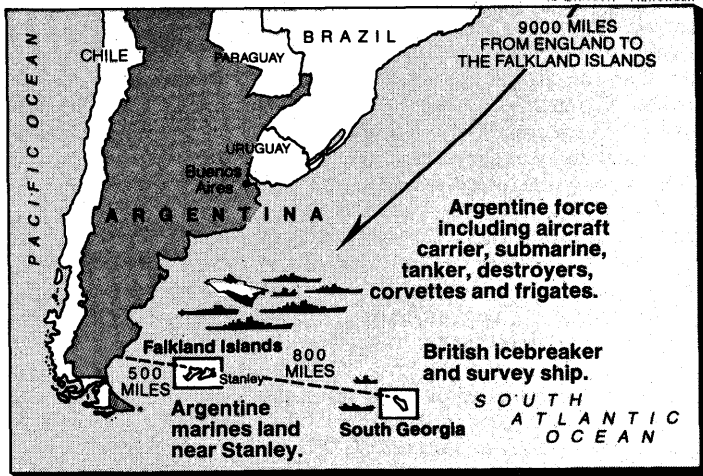 9000 MILES
FROM ENGLAND TO
THE FALKLAND ISLANDS
BRAZIL
CHILE
PARAGUAY
PACIFIC OCEAN
URUGUAY
Buenos
Aires
ARGENTINA
Argentine force
including aircraft
carrier, submarine,
tanker, destroyers,
corvettes and frigates.
Falkland Islands
800
MILES
500
MILES
Stanley
British icebreaker
and survey ship.
Argentine
marines land
near Stanley.
South Georgia
SOUTH
ATLANTIC
OCEAN